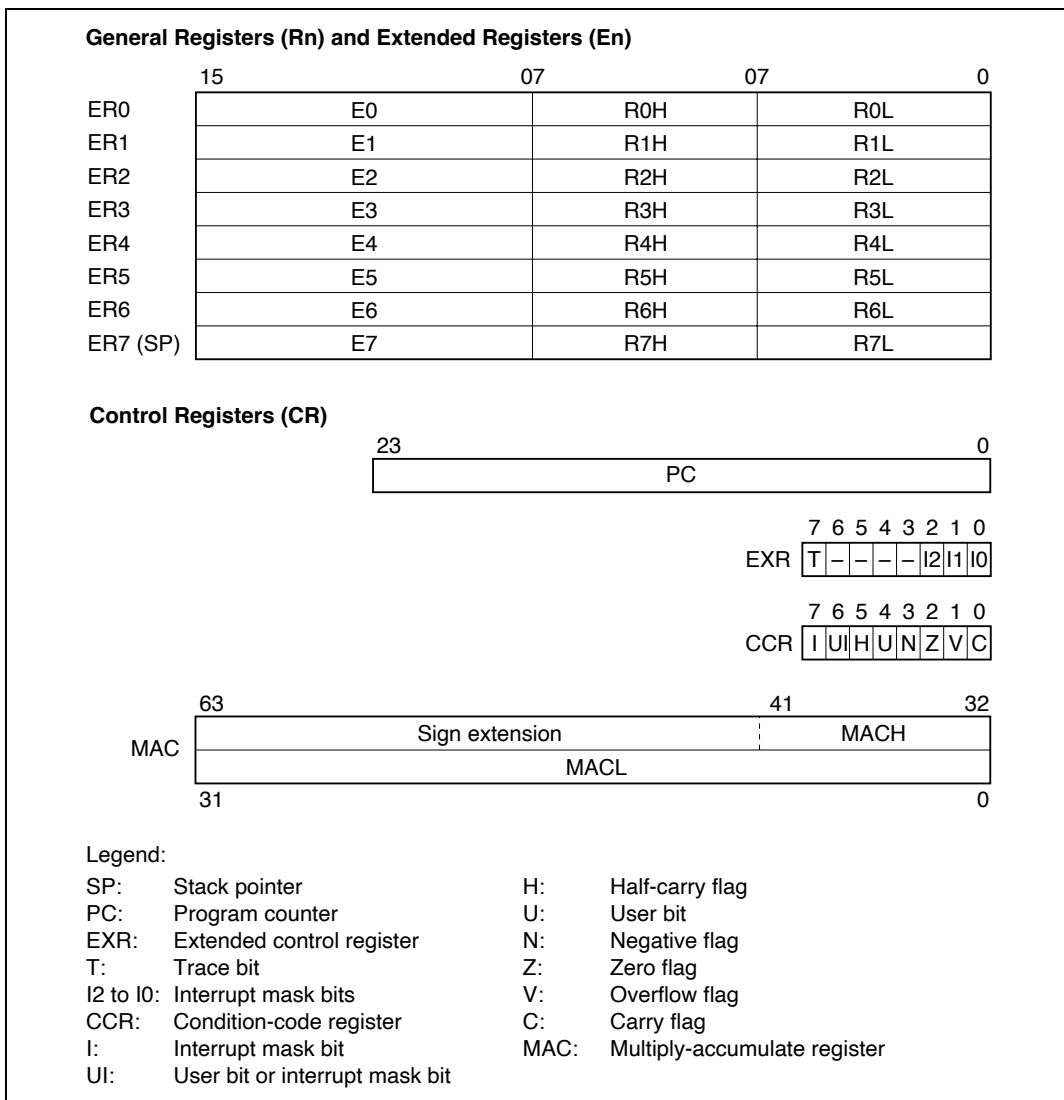 General Registers (Rn) and Extended Registers (En)
15 07 07 0
ER0 E0 R0H R0L
ER1 E1 R1H R1L
ER2 E2 R2H R2L
ER3 E3 R3H R3L
ER4 E4 R4H R4L
ER5 E5 R5H R5L
ER6 E6 R6H R6L
ER7 (SP) E7 R7H R7L
Control Registers (CR)
23 0
PC
7 6 5 4 3 2 1 0
EXR T – – – – I2 I1 I0
7 6 5 4 3 2 1 0
CCR I UI H U N Z V C
63 41 32
Sign extension MACH
MAC
MACL
31 0
Legend:
SP: Stack pointer
PC: Program counter
EXR: Extended control register
T: Trace bit
I2 to I0: Interrupt mask bits
CCR: Condition-code register
I: Interrupt mask bit
UI: User bit or interrupt mask bit
H: Half-carry flag
U: User bit
N: Negative flag
Z: Zero flag
V: Overflow flag
C: Carry flag
MAC: Multiply-accumulate register